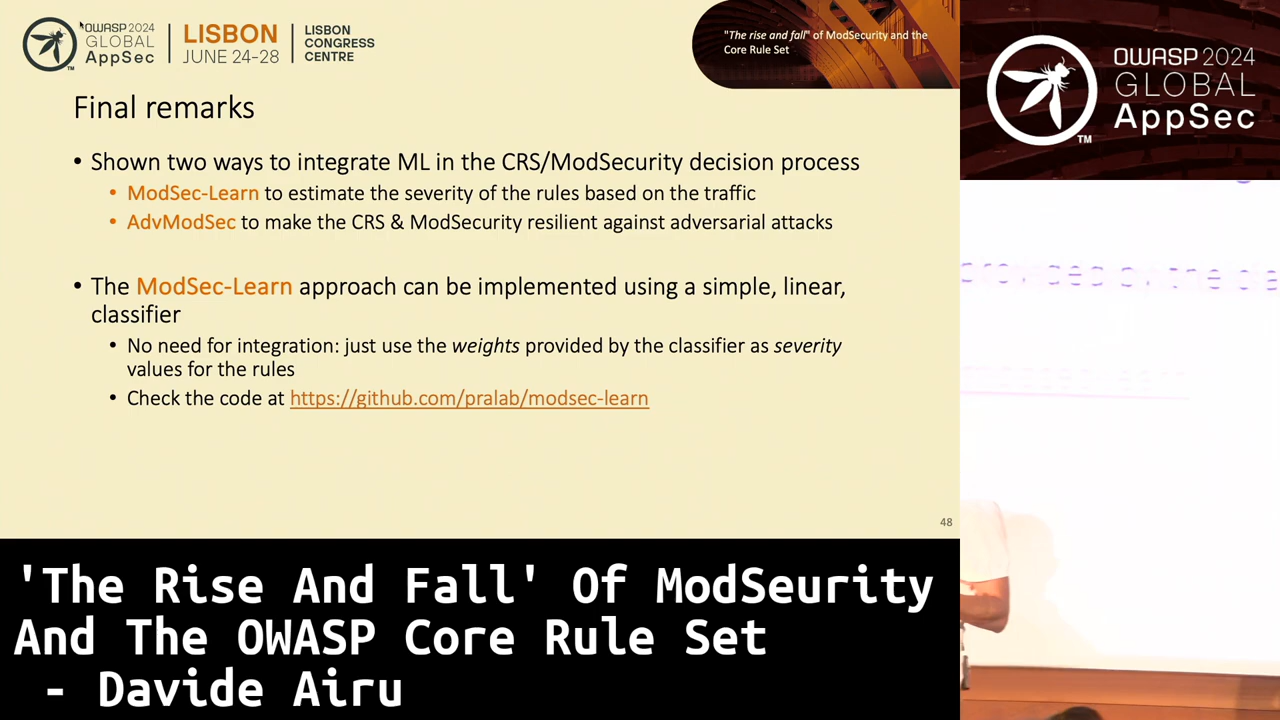 OWASP 2024
GLOBAL
AppSec
TM
LISBON
JUNE 24-28
LISBON
CONGRESS
CENTRE
"The rise and fall" of ModSecurity and the
Core Rule Set
OWASP 2024
GLOBAL
AppSec
TM
Final remarks
• Shown two ways to integrate ML in the CRS/ModSecurity decision process
• ModSec-Learn to estimate the severity of the rules based on the traffic
• AdvModSec to make the CRS & ModSecurity resilient against adversarial attacks
• The ModSec-Learn approach can be implemented using a simple, linear,
classifier
• No need for integration: just use the weights provided by the classifier as severity
values for the rules
• Check the code at https://github.com/pralab/modsec-learn
48
'The Rise And Fall' Of ModSeurity
And The OWASP Core Rule Set
- Davide Airu